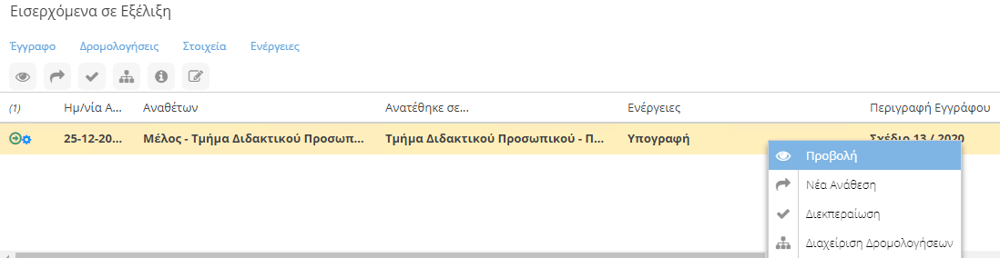 Εισερχόμενα σε Εξέλιξη
Έγγραφο Δρομολογήσεις Στοιχεία Ενέργειες
(1) Ημ/νία Α... Αναθέτων Ανατέθηκε σε... Ενέργειες Περιγραφή Εγγράφου
25-12-20... Μέλος - Τμήμα Διδακτικού Προσωπ... Τμήμα Διδακτικού Προσωπικού - Π... Υπογραφή Σχέδιο 13 / 2020
Προβολή
Νέα Ανάθεση
Διεκπεραίωση
Διαχείριση Δρομολογήσεων